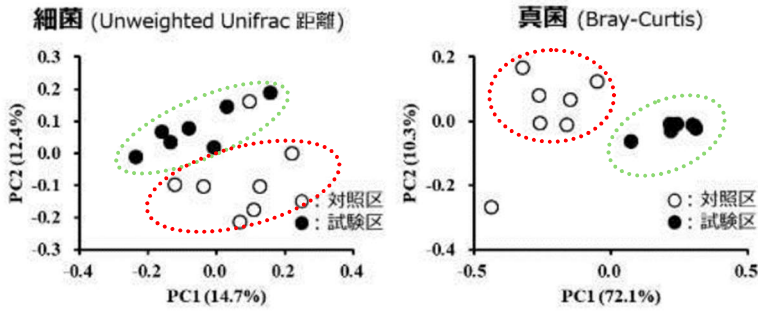 細菌 (Unweighted Unifrac 距離)
PC2 (12.4%)
0.3
0.2
0.1
0.0
-0.1
-0.2
-0.3
-0.4
-0.2
0.0
0.2
0.4
PC1 (14.7%)
○: 対照区
●: 試験区
真菌 (Bray-Curtis)
PC2 (10.3%)
0.2
0.0
-0.2
-0.4
-0.5
0.0
0.5
PC1 (72.1%)
○: 対照区
●: 試験区